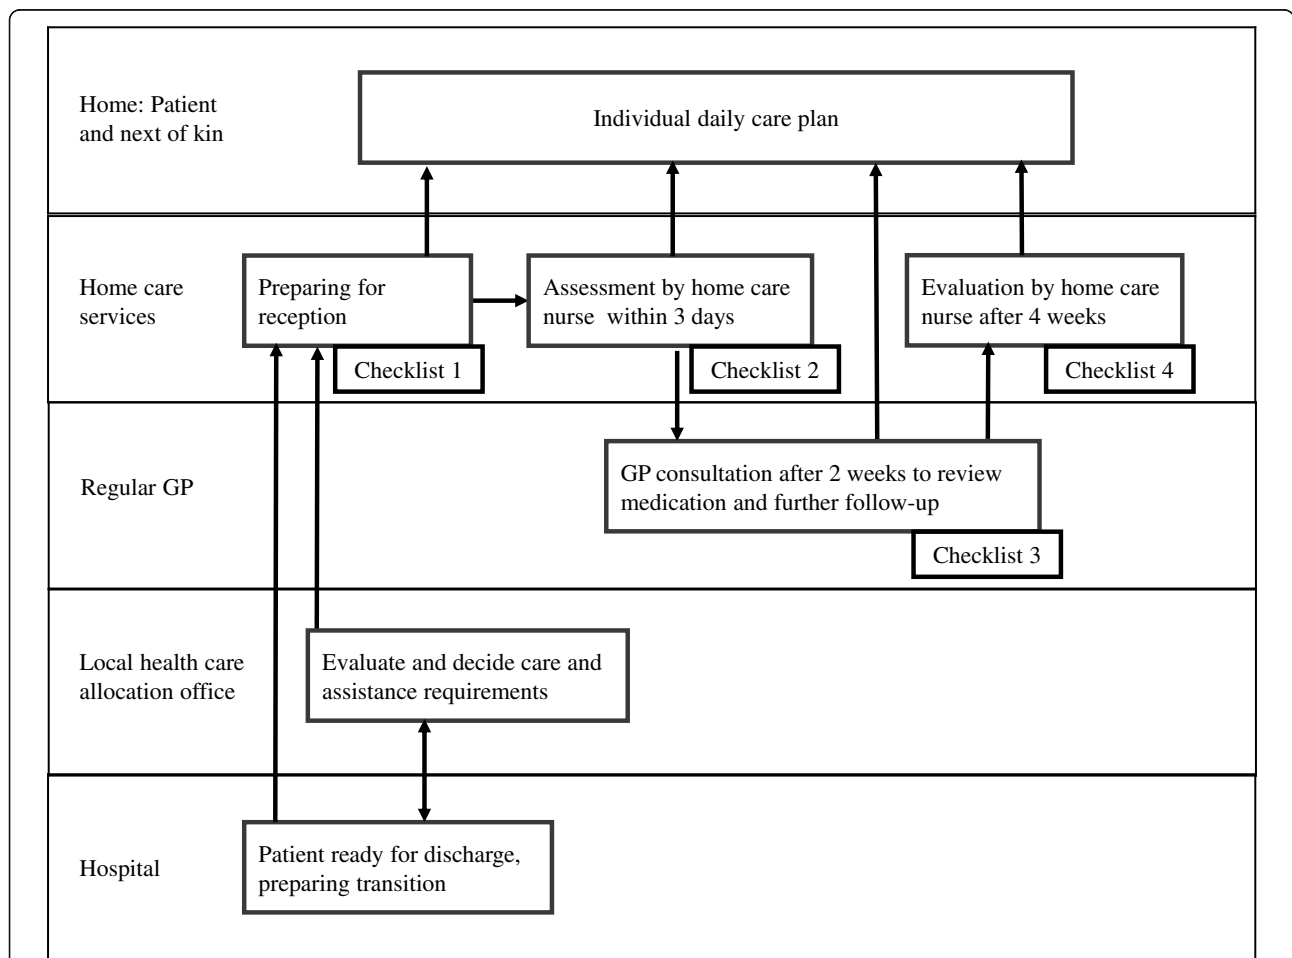 Home: Patient
and next of kin
Individual daily care plan
Home care
services
Preparing for
reception
Checklist 1
Assessment by home care
nurse within 3 days
Checklist 2
Evaluation by home care
nurse after 4 weeks
Checklist 4
Regular GP
GP consultation after 2 weeks to review
medication and further follow-up
Checklist 3
Local health care
allocation office
Evaluate and decide care and
assistance requirements
Hospital
Patient ready for discharge,
preparing transition